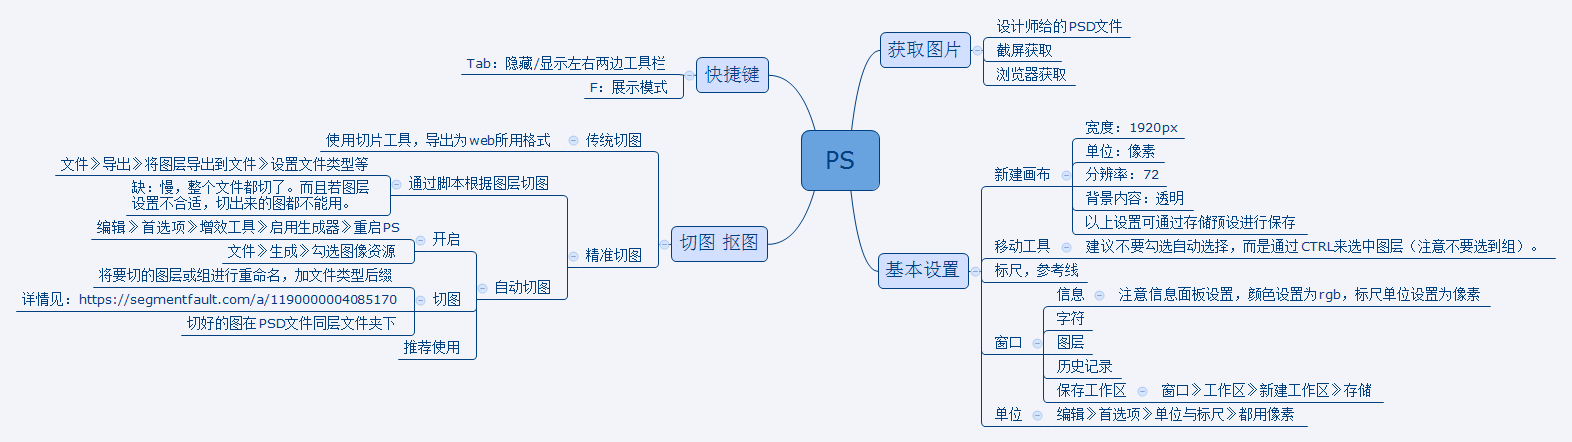 PS
获取图片
设计师给的PSD文件
截屏获取
浏览器获取
基本设置
新建画布
宽度：1920px
单位：像素
分辨率：72
背景内容：透明
以上设置可通过存储预设进行保存
移动工具
建议不要勾选自动选择，而是通过CTRL来选中图层（注意不要选到组）。
标尺，参考线
窗口
信息
注意信息面板设置，颜色设置为rgb，标尺单位设置为像素
字符
图层
历史记录
保存工作区
窗口》工作区》新建工作区》存储
单位
编辑》首选项》单位与标尺》都用像素
快捷键
Tab：隐藏/显示左右两边工具栏
F：展示模式
切图 抠图
传统切图
使用切片工具，导出为web所用格式
精准切图
通过脚本根据图层切图
文件》导出》将图层导出到文件》设置文件类型等
缺：慢，整个文件都切了。而且若图层
设置不合适，切出来的图都不能用。
自动切图
开启
编辑》首选项》增效工具》启用生成器》重启PS
文件》生成》勾选图像资源
切图
将要切的图层或组进行重命名，加文件类型后缀
详情见：https://segmentfault.com/a/1190000004085170
切好的图在PSD文件同层文件夹下
推荐使用